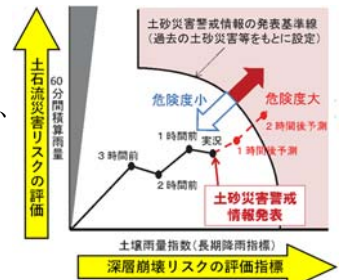 土砂災害警戒情報の発表基準線
（過去の土砂災害等をもとに設定）
土石流災害リスクの評価
60分間積算雨量
、
危険度小
危険度大
2時間後予測
1時間前
実況
1時間後予測
3時間前
2時間前
土砂災害警戒
情報発表
土壌雨量指数（長期降雨指標）
深層崩壊リスクの評価指標